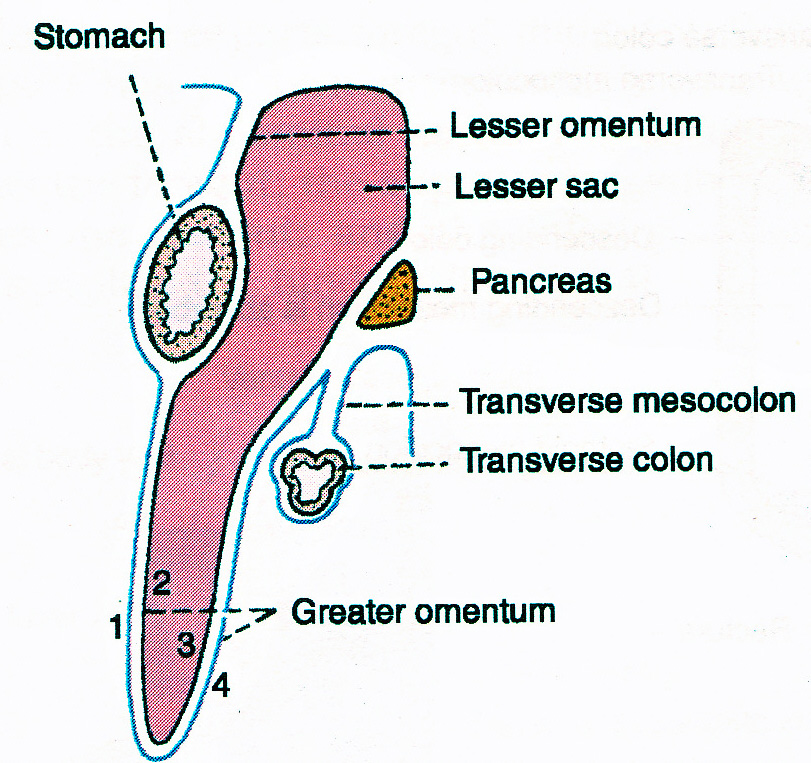 Stomach
Lesser omentum
Lesser sac
Pancreas
Transverse mesocolon
Transverse colon
2
Greater omentum
1
3
4